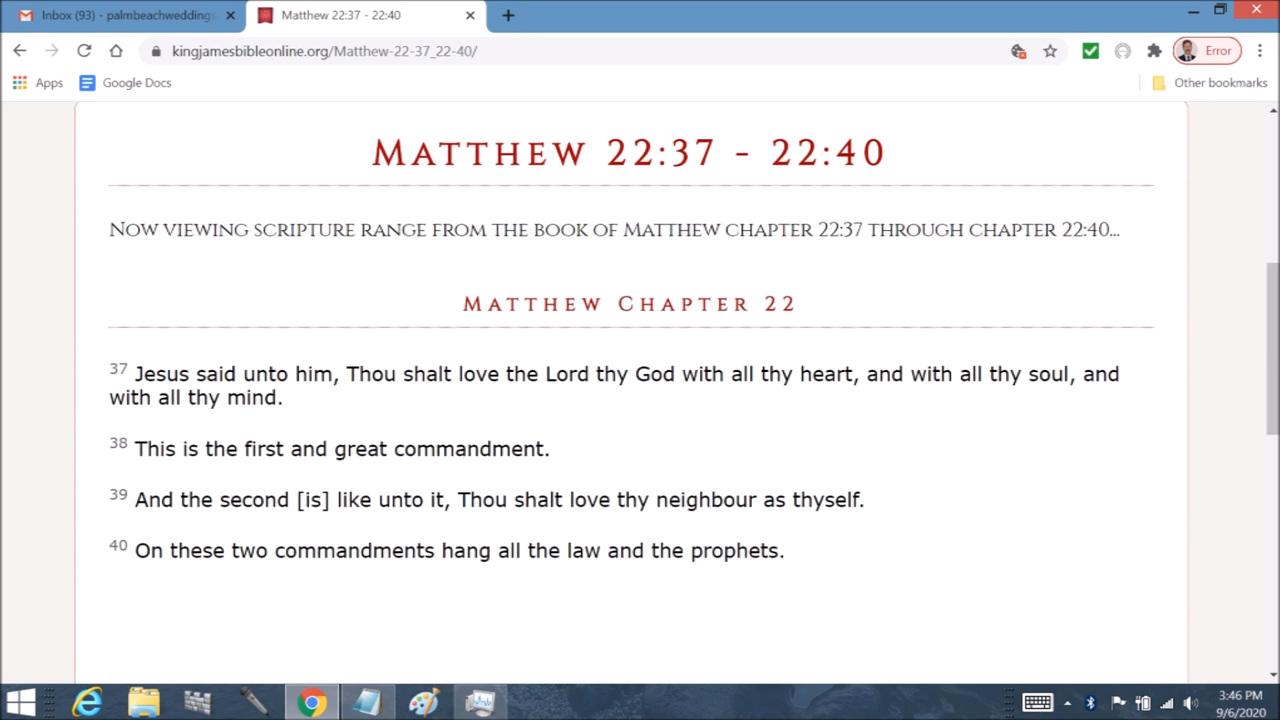 Inbox (93) - palmbeachwedding
Matthew 22:37 - 22:40
kingjamesbibleonline.org/Matthew-22-37_22-40/
Error
Apps
Google Docs
Other bookmarks
Matthew 22:37 - 22:40
Now viewing scripture range from the book of Matthew chapter 22:37 through chapter 22:40...
Matthew Chapter 22
37 Jesus said unto him, Thou shalt love the Lord thy God with all thy heart, and with all thy soul, and
with all thy mind.
38 This is the first and great commandment.
39 And the second [is] like unto it, Thou shalt love thy neighbour as thyself.
40 On these two commandments hang all the law and the prophets.
3:46 PM
9/6/2020